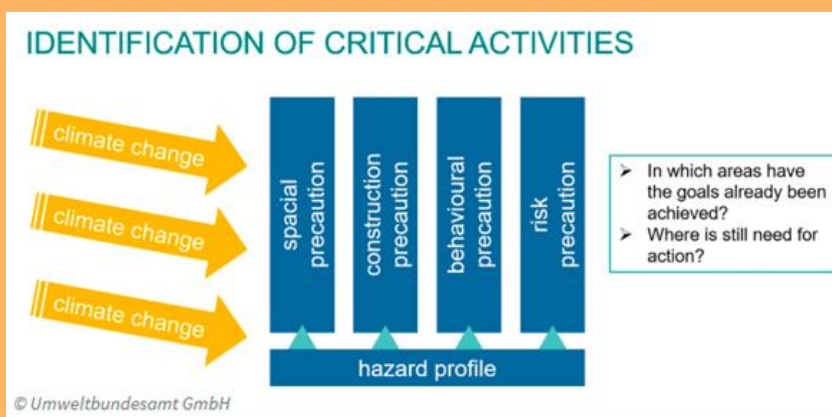 IDENTIFICATION OF CRITICAL ACTIVITIES
climate change
climate change
climate change
spacial
precaution
construction
precaution
behavioural
precaution
risk
precaution
hazard profile
➢ In which areas have
the goals already been
achieved?
➢ Where is still need for
action?
© Umweltbundesamt GmbH